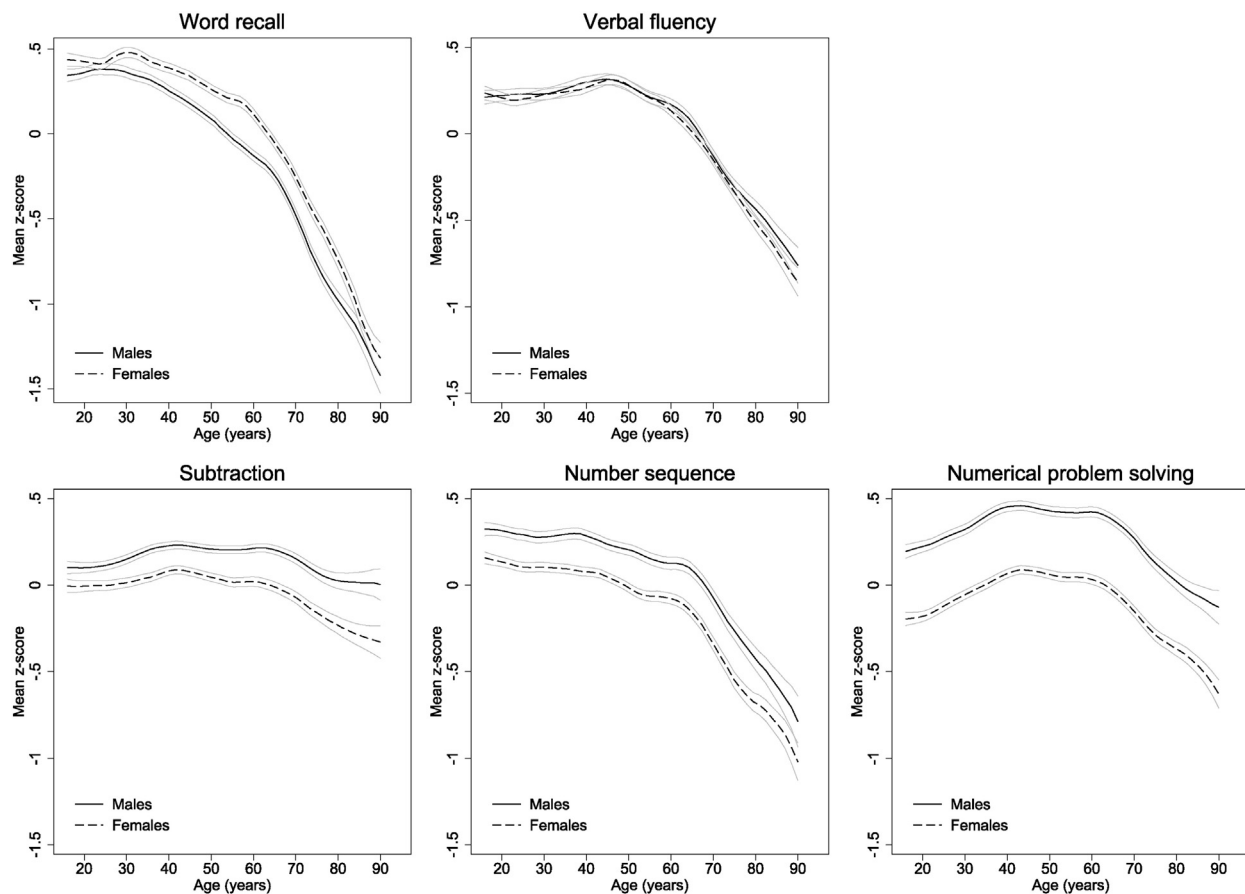 Word recall
Mean z-score
.5
0
-.5
-1
-1.5
Males
Females
20 30 40 50 60 70 80 90
Age (years)
Verbal fluency
Mean z-score
.5
0
-.5
-1
-1.5
Males
Females
20 30 40 50 60 70 80 90
Age (years)
Subtraction
Mean z-score
.5
0
-.5
-1
-1.5
Males
Females
20 30 40 50 60 70 80 90
Age (years)
Number sequence
Mean z-score
.5
0
-.5
-1
-1.5
Males
Females
20 30 40 50 60 70 80 90
Age (years)
Numerical problem solving
Mean z-score
.5
0
-.5
-1
-1.5
Males
Females
20 30 40 50 60 70 80 90
Age (years)